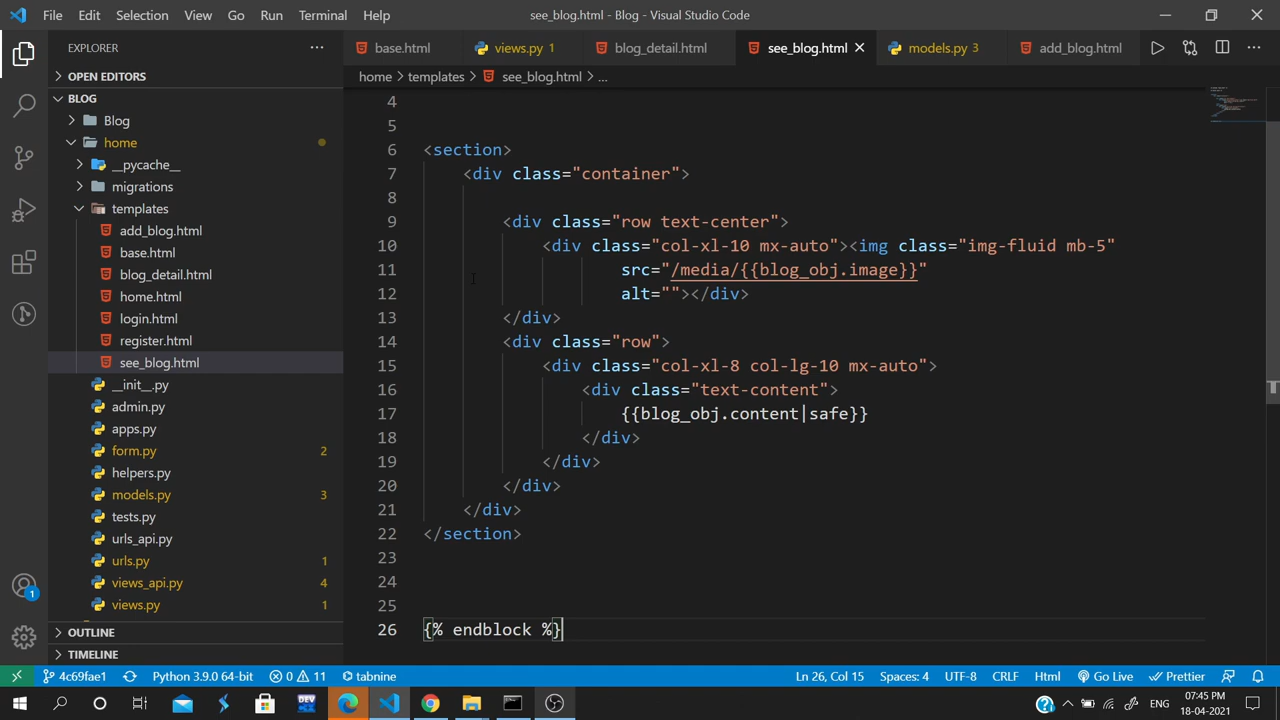 File Edit Selection View Go Run Terminal Help
see_blog.html - Blog - Visual Studio Code
EXPLORER
base.html
views.py 1
blog_detail.html
see_blog.html
models.py 3
add_blog.html
OPEN EDITORS
home > templates > see_blog.html > ...
BLOG
Blog
home
__pycache__
migrations
templates
add_blog.html
base.html
blog_detail.html
home.html
login.html
register.html
see_blog.html
__init__.py
admin.py
apps.py
form.py 2
helpers.py
models.py 3
tests.py
urls_api.py
urls.py 1
views_api.py 4
views.py 1
OUTLINE
TIMELINE
4
5
6 <section>
7 <div class="container">
8
9 <div class="row text-center">
10 <div class="col-xl-10 mx-auto"><img class="img-fluid mb-5"
11 src="/media/{{blog_obj.image}}"
12 alt=""></div>
13 </div>
14 <div class="row">
15 <div class="col-xl-8 col-lg-10 mx-auto">
16 <div class="text-content">
17 {{blog_obj.content|safe}}
18 </div>
19 </div>
20 </div>
21 </div>
22 </section>
23
24
25
26 {% endblock %}
1
4c69fae1 Python 3.9.0 64-bit 0 11 tabnine Ln 26, Col 15 Spaces: 4 UTF-8 CRLF Html Go Live Prettier
DEV
ENG
07:45 PM
18-04-2021